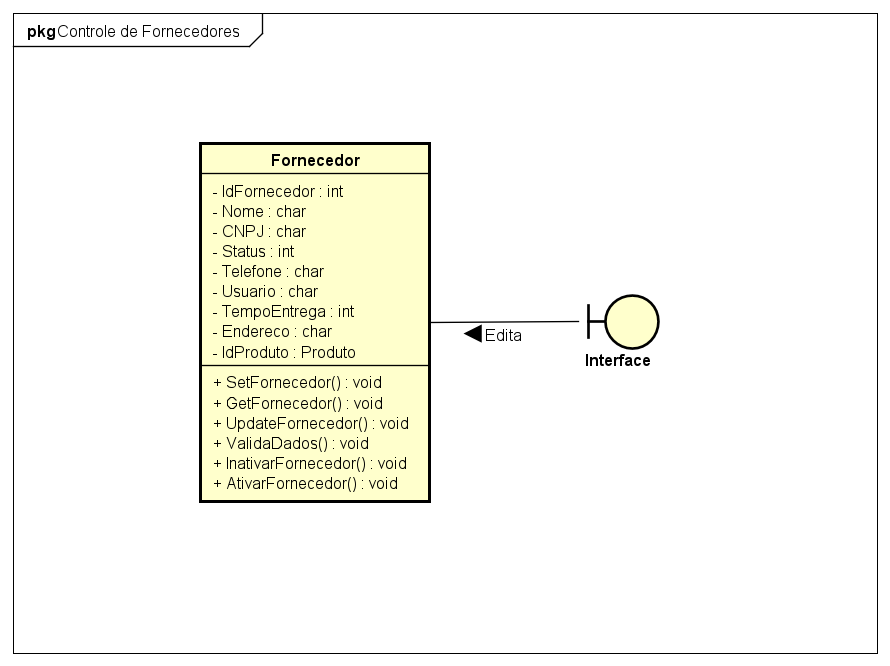 pkg Controle de Fornecedores
Fornecedor
- IdFornecedor : int
- Nome : char
- CNPJ : char
- Status : int
- Telefone : char
- Usuario : char
- TempoEntrega : int
- Endereco : char
- IdProduto : Produto
+ SetFornecedor() : void
+ GetFornecedor() : void
+ UpdateFornecedor() : void
+ ValidaDados() : void
+ InativarFornecedor() : void
+ AtivarFornecedor() : void
Edita
Interface